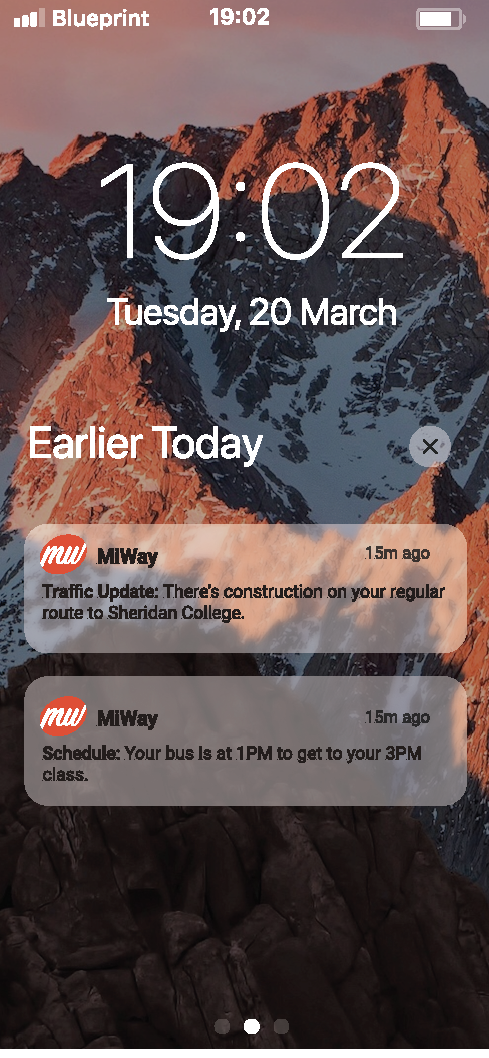 Blueprint 19:02
19:02
Tuesday, 20 March
Earlier Today
mw MiWay 15m ago
Traffic Update: There's construction on your regular
route to Sheridan College.
mw MiWay 15m ago
Schedule: Your bus is at 1PM to get to your 3PM
class.